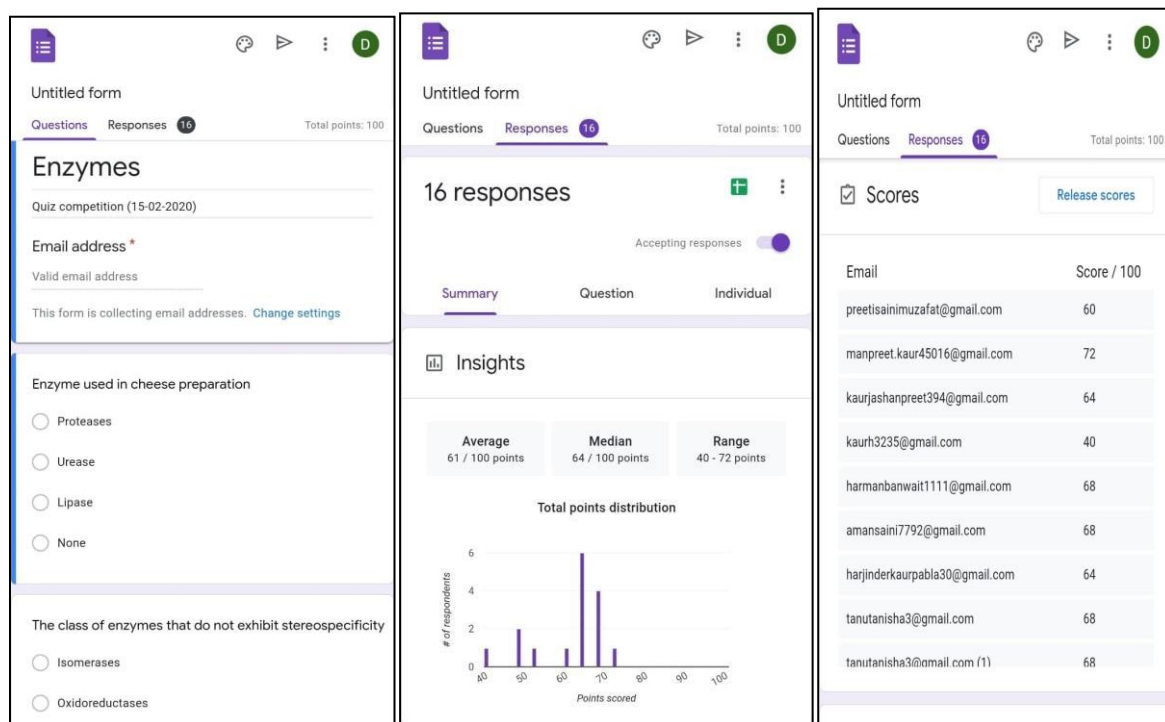 D
Untitled form
Questions Responses 16 Total points: 100
Enzymes
Quiz competition (15-02-2020)
Email address *
Valid email address
This form is collecting email addresses. Change settings
Enzyme used in cheese preparation
Proteases
Urease
Lipase
None
The class of enzymes that do not exhibit stereospecificity
Isomerases
Oxidoreductases
D
Untitled form
Questions Responses 16 Total points: 100
16 responses
Accepting responses
Summary Question Individual
Insights
Average Median Range
61 / 100 points 64 / 100 points 40 - 72 points
Total points distribution
6
4
2
0
# of respondents
40 50 60 70 80 90 100
Points scored
D
Untitled form
Questions Responses 16 Total points: 100
Scores Release scores
Email Score / 100
preetisainimuzafat@gmail.com 60
manpreet.kaur45016@gmail.com 72
kaurjashanpreet394@gmail.com 64
kaurh3235@gmail.com 40
harmanbanwait1111@gmail.com 68
amansaini7792@gmail.com 68
harjinderkaurpabla30@gmail.com 64
tanutanisha3@gmail.com 68
tanutanisha3@gmail.com (1) 68